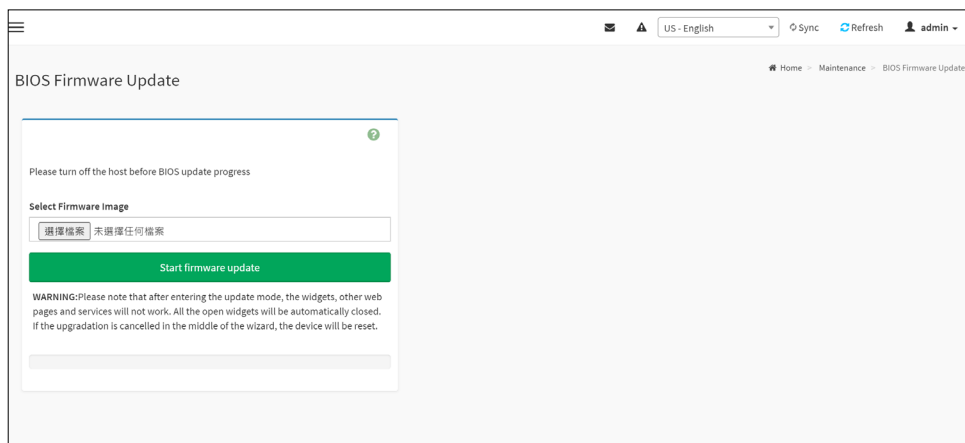 US - English
Sync
Refresh
admin
BIOS Firmware Update
Home > Maintenance > BIOS Firmware Update
?
Please turn off the host before BIOS update progress
Select Firmware Image
選擇檔案 未選擇任何檔案
Start firmware update
WARNING:Please note that after entering the update mode, the widgets, other web
pages and services will not work. All the open widgets will be automatically closed.
If the upgradation is cancelled in the middle of the wizard, the device will be reset.